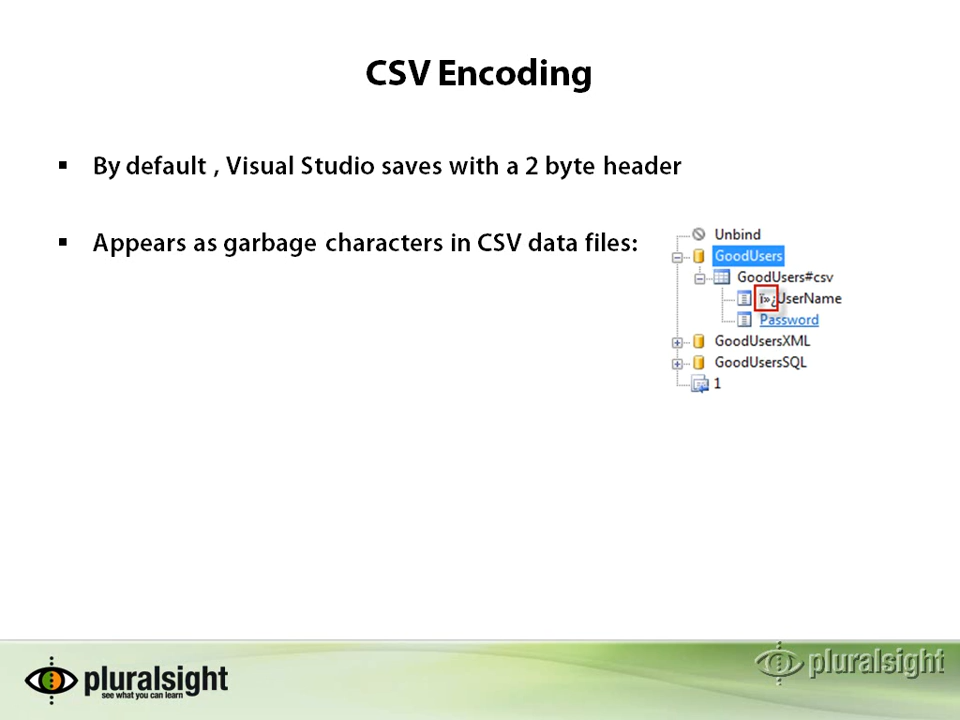 CSV Encoding
▪ By default , Visual Studio saves with a 2 byte header
▪ Appears as garbage characters in CSV data files:
Unbind
GoodUsers
GoodUsers#csv
ï»¿UserName
Password
GoodUsersXML
GoodUsersSQL
1
pluralsight
see what you can learn
pluralsight